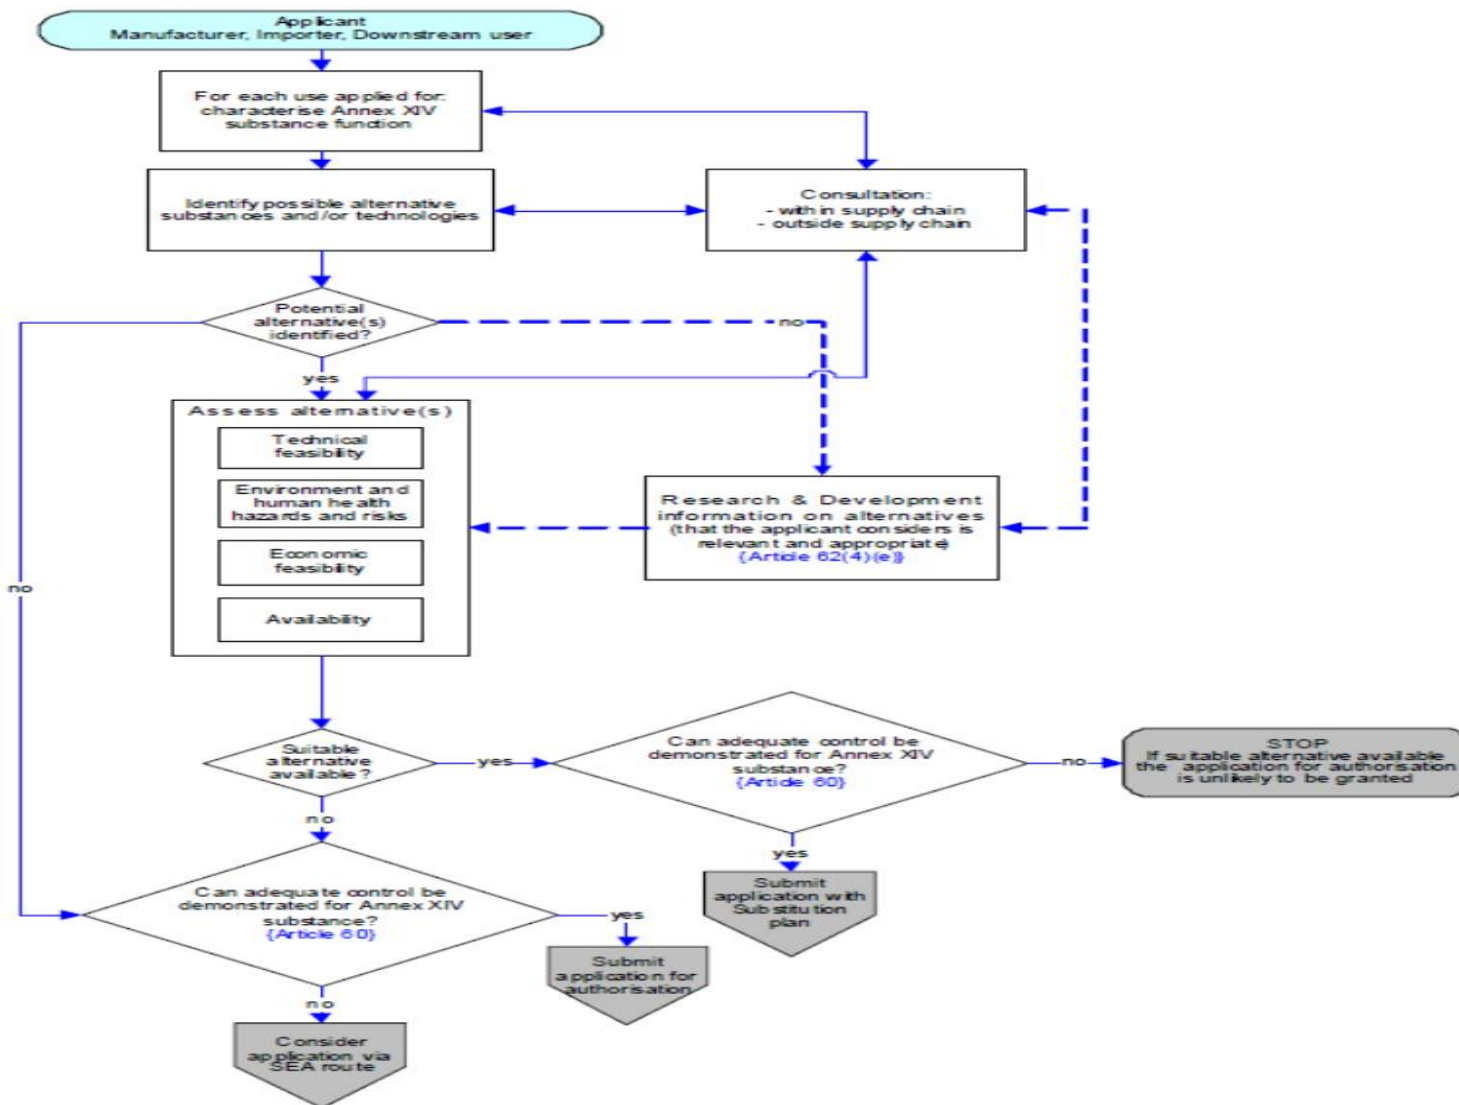 Applicant
Manufacturer, Importer, Downstream user
For each use applied for:
characterise Annex XIV
substance function
Identify possible alternative
substances and/or technologies
Consultation:
- within supply chain
- outside supply chain
Potential
alternative(s)
identified?
no
yes
Assess alternative(s)
Technical
feasibility
Environment and
human health
hazards and risks
Economic
feasibility
Availability
Research & Development
information on alternatives
(that the applicant considers is
relevant and appropriate)
{Article 62(4)(e)}
no
Suitable
alternative
available?
yes
Can adequate control be
demonstrated for Annex XIV
substance?
{Article 60}
no
STOP
If suitable alternative available
the application for authorisation
is unlikely to be granted
no
yes
Submit
application with
Substitution
plan
Can adequate control be
demonstrated for Annex XIV
substance?
{Article 60}
yes
Submit
application for
authorisation
no
Consider
application via
SEA route